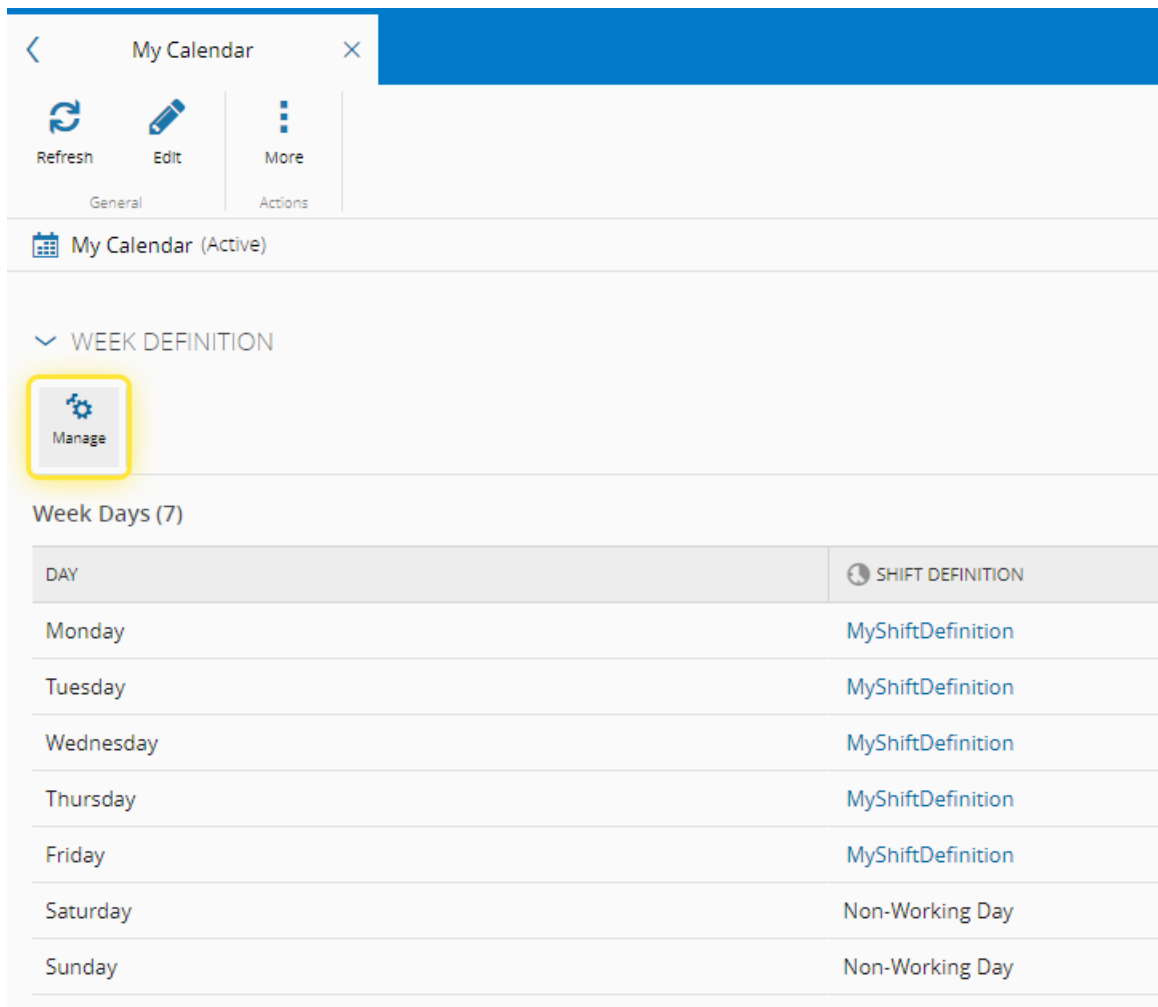 My Calendar
Refresh Edit More
General Actions
My Calendar (Active)
WEEK DEFINITION
Manage
Week Days (7)
DAY SHIFT DEFINITION
Monday MyShiftDefinition
Tuesday MyShiftDefinition
Wednesday MyShiftDefinition
Thursday MyShiftDefinition
Friday MyShiftDefinition
Saturday Non-Working Day
Sunday Non-Working Day